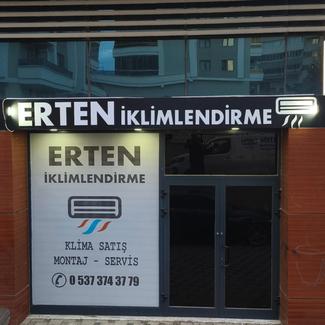 ERTEN İKLİMLENDİRME
ERTEN
İKLİMLENDİRME
KLİMA SATIŞ
MONTAJ - SERVİS
0 537 374 37 79